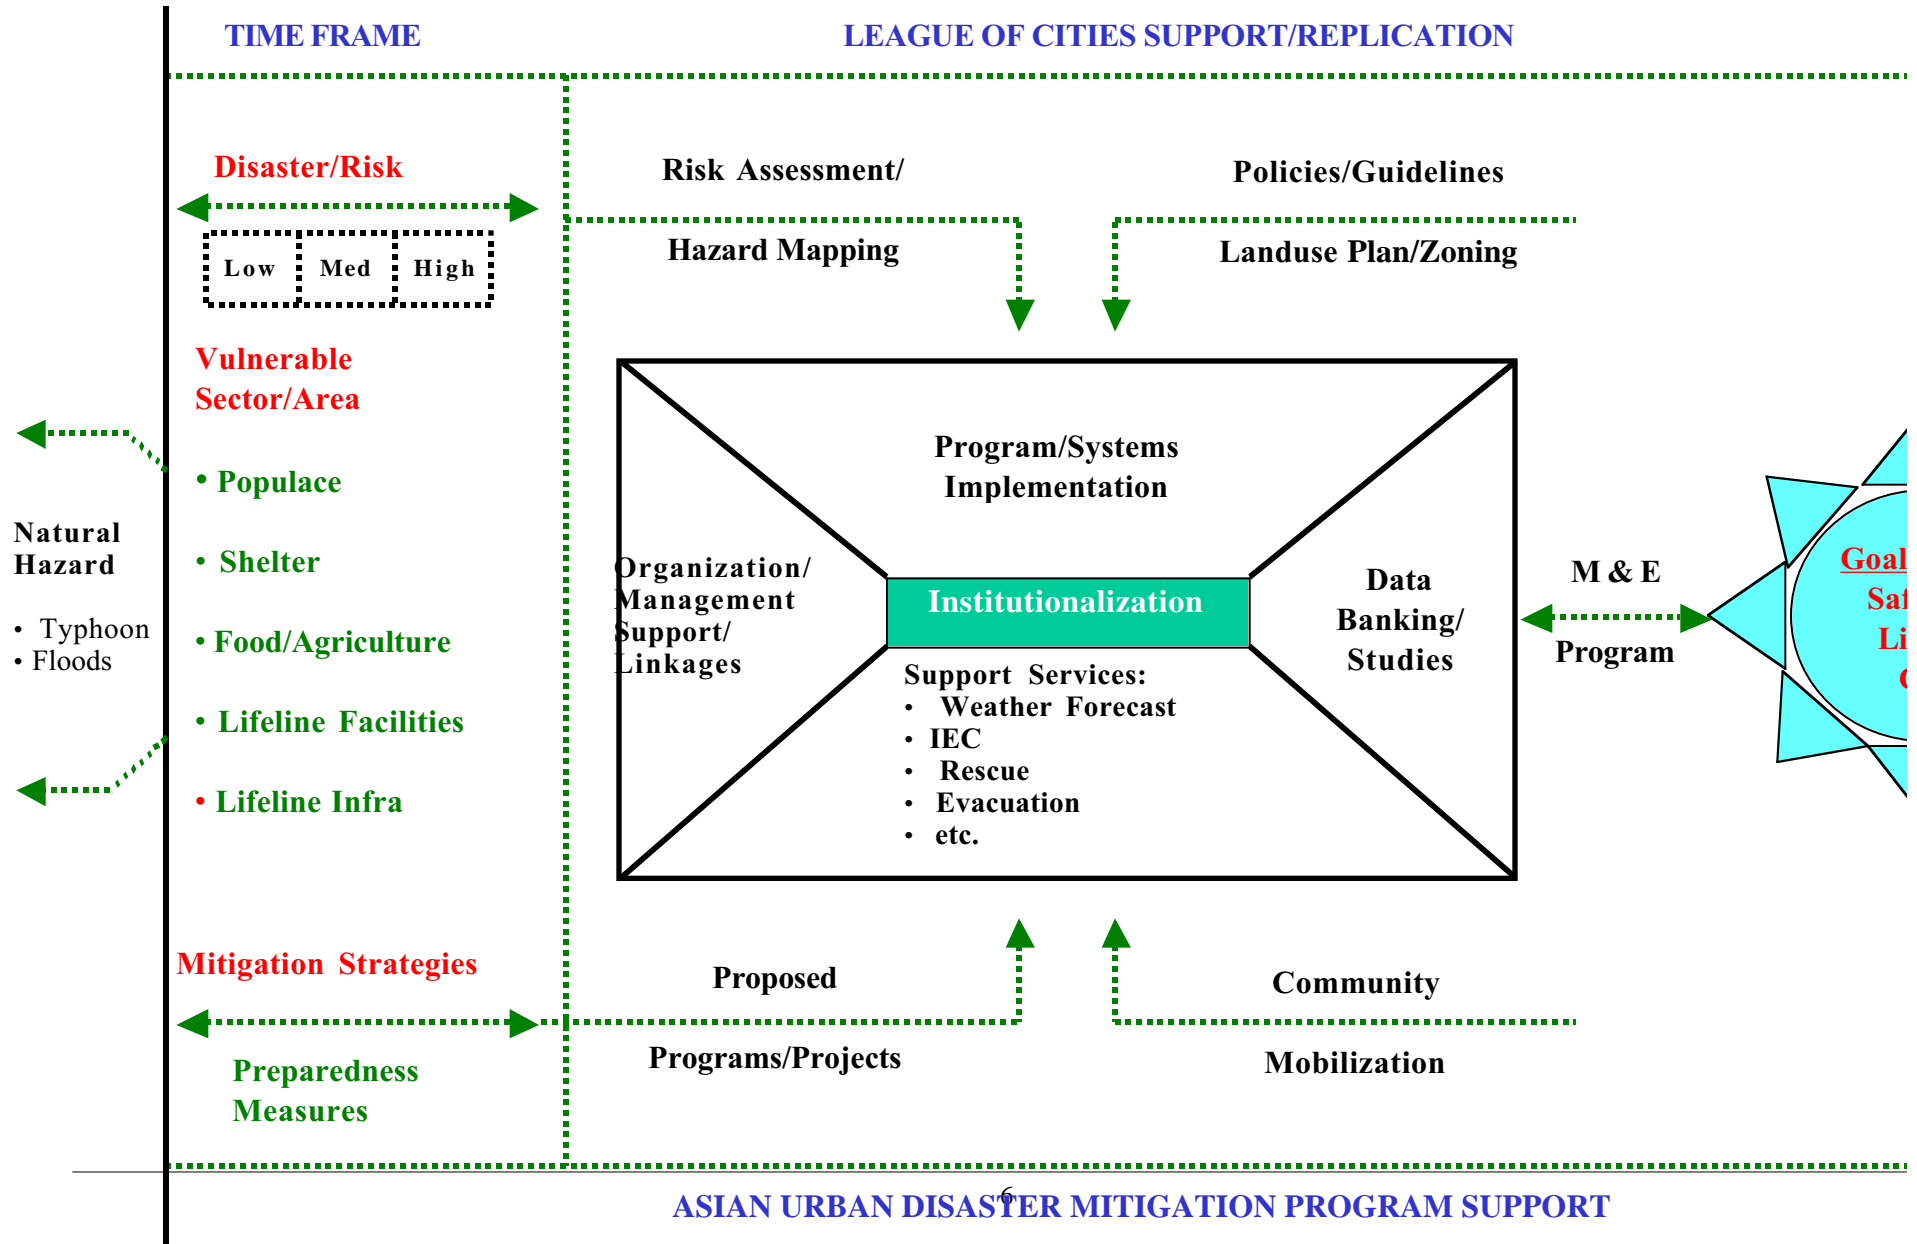 TIME FRAME
LEAGUE OF CITIES SUPPORT/REPLICATION
Disaster/Risk
Low Med High
Vulnerable
Sector/Area
• Populace
• Shelter
• Food/Agriculture
• Lifeline Facilities
• Lifeline Infra
Natural
Hazard
• Typhoon
• Floods
Mitigation Strategies
Preparedness
Measures
Risk Assessment/
Hazard Mapping
Policies/Guidelines
Landuse Plan/Zoning
Program/Systems
Implementation
Organization/
Management
Support/
Linkages
Institutionalization
Data
Banking/
Studies
Support Services:
• Weather Forecast
• IEC
• Rescue
• Evacuation
• etc.
M & E
Program
Goal
Proposed
Programs/Projects
Community
Mobilization
6
ASIAN URBAN DISASTER MITIGATION PROGRAM SUPPORT